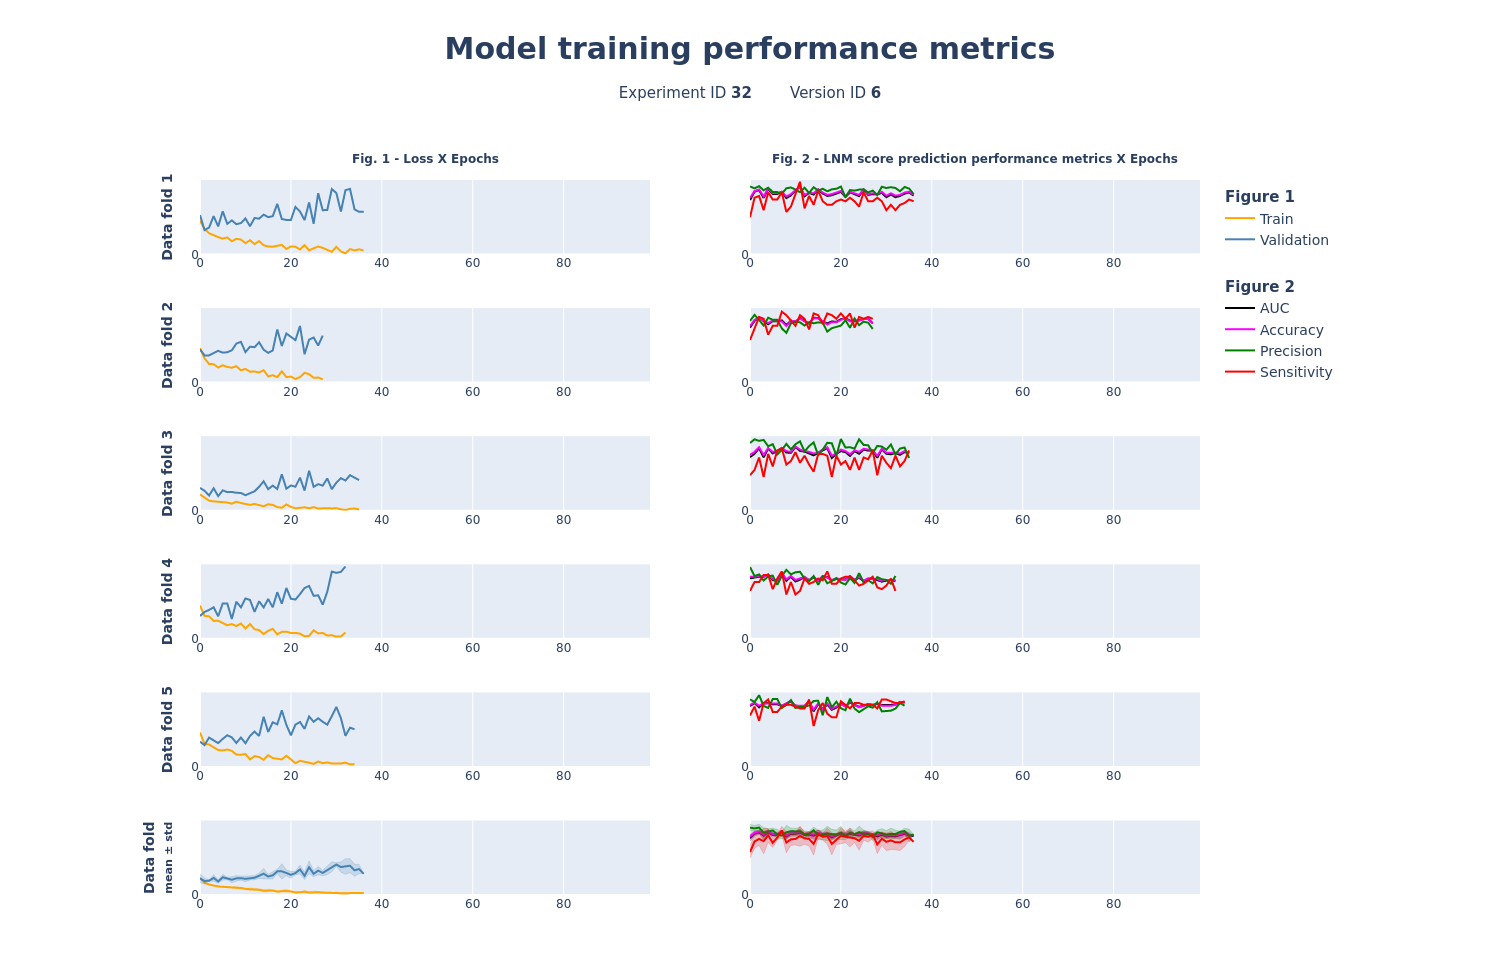 Model training performance metrics
Experiment ID 32 Version ID 6
Fig. 1 - Loss X Epochs
Fig. 2 - LNM score prediction performance metrics X Epochs
Data fold 1
0
0 20 40 60 80
0
0 20 40 60 80
Data fold 2
0
0 20 40 60 80
0
0 20 40 60 80
Data fold 3
0
0 20 40 60 80
0
0 20 40 60 80
Data fold 4
0
0 20 40 60 80
0
0 20 40 60 80
Data fold 5
0
0 20 40 60 80
0
0 20 40 60 80
Data fold
mean ± std
0
0 20 40 60 80
0
0 20 40 60 80
Figure 1
Train
Validation
Figure 2
AUC
Accuracy
Precision
Sensitivity